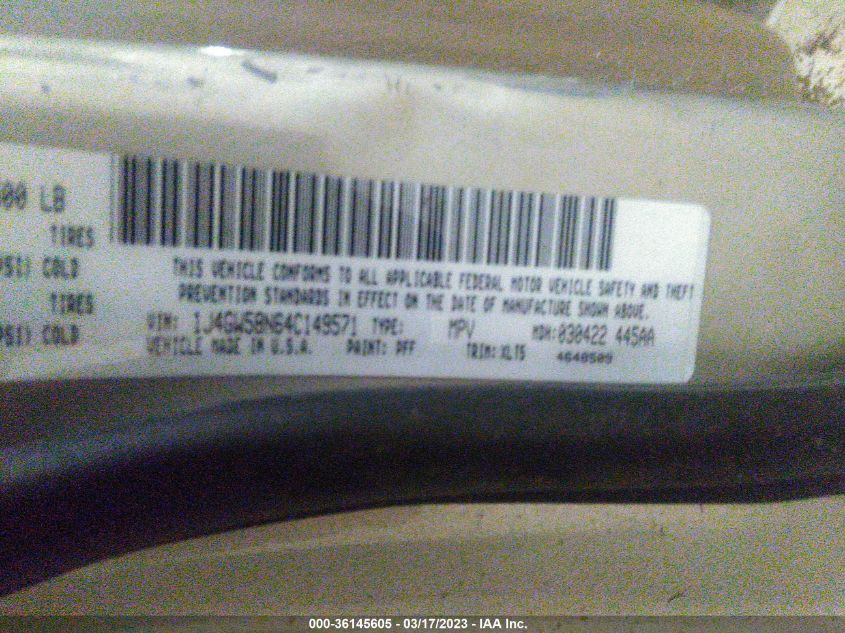 00 LB
TIRES
PSI) COLD
TIRES
PSI) COLD
THIS VEHICLE CONFORMS TO ALL APPLICABLE FEDERAL MOTOR VEHICLE SAFETY AND THEFT
PREVENTION STANDARDS IN EFFECT ON THE DATE OF MANUFACTURE SHOWN ABOVE.
VIN: 1J4GW58N64C149571 TYPE: MPV MDH:030422 445AA
VEHICLE MADE IN U.S.A. PAINT: PFF TRIM:XLT5 4648509
000-36145605 - 03/17/2023 - IAA Inc.